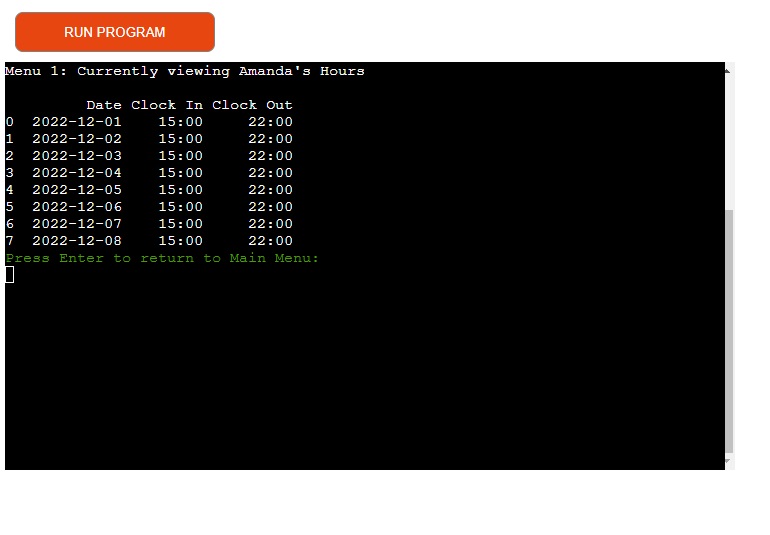 RUN PROGRAM
Menu 1: Currently viewing Amanda's Hours
Date Clock In Clock Out
0 2022-12-01 15:00 22:00
1 2022-12-02 15:00 22:00
2 2022-12-03 15:00 22:00
3 2022-12-04 15:00 22:00
4 2022-12-05 15:00 22:00
5 2022-12-06 15:00 22:00
6 2022-12-07 15:00 22:00
7 2022-12-08 15:00 22:00
Press Enter to return to Main Menu: